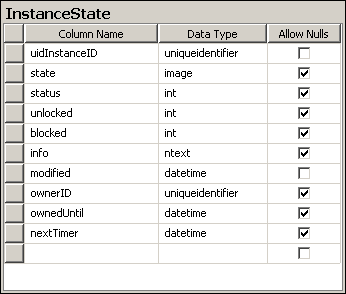 InstanceState
Column Name Data Type Allow Nulls
uidInstanceID uniqueidentifier
state image
status int
unlocked int
blocked int
info ntext
modified datetime
ownerID uniqueidentifier
ownedUntil datetime
nextTimer datetime